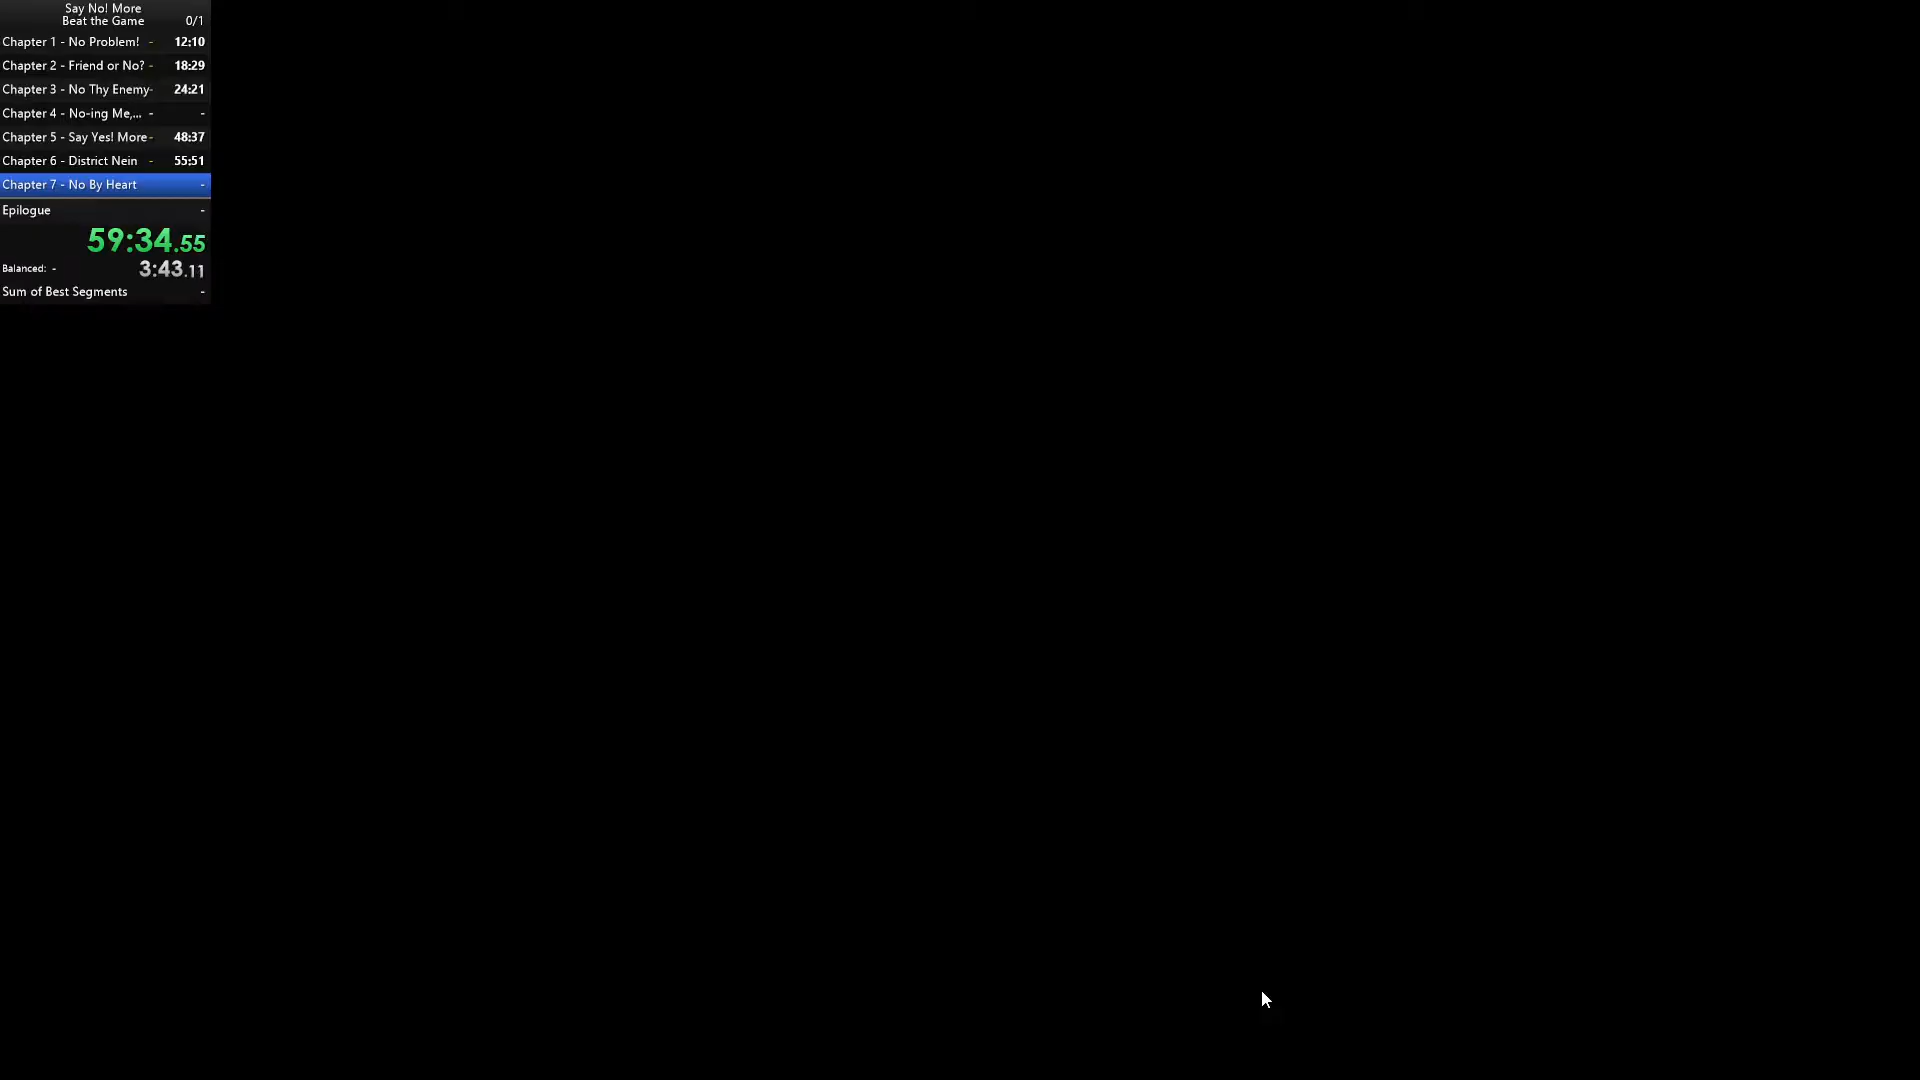 Say No! More
Beat the Game 0/1
Chapter 1 - No Problem! - 12:10
Chapter 2 - Friend or No? - 18:29
Chapter 3 - No Thy Enemy- 24:21
Chapter 4 - No-ing Me,... - -
Chapter 5 - Say Yes! More - 48:37
Chapter 6 - District Nein - 55:51
Chapter 7 - No By Heart -
Epilogue -
59:34.55
Balanced: - 3:43.11
Sum of Best Segments -